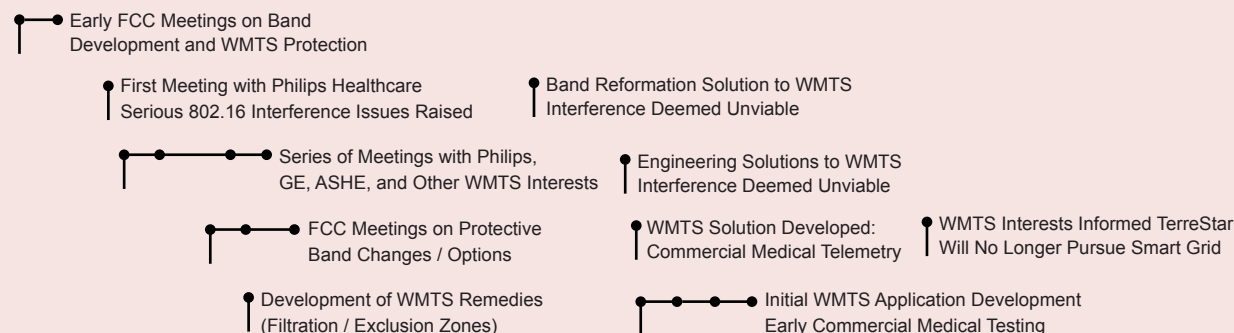 Early FCC Meetings on Band
Development and WMTS Protection
First Meeting with Philips Healthcare
Serious 802.16 Interference Issues Raised
Band Reformation Solution to WMTS
Interference Deemed Unviable
Series of Meetings with Philips,
GE, ASHE, and Other WMTS Interests
Engineering Solutions to WMTS
Interference Deemed Unviable
FCC Meetings on Protective
Band Changes / Options
WMTS Solution Developed:
Commercial Medical Telemetry
WMTS Interests Informed TerreStar
Will No Longer Pursue Smart Grid
Development of WMTS Remedies
(Filtration / Exclusion Zones)
Initial WMTS Application Development
Early Commercial Medical Testing